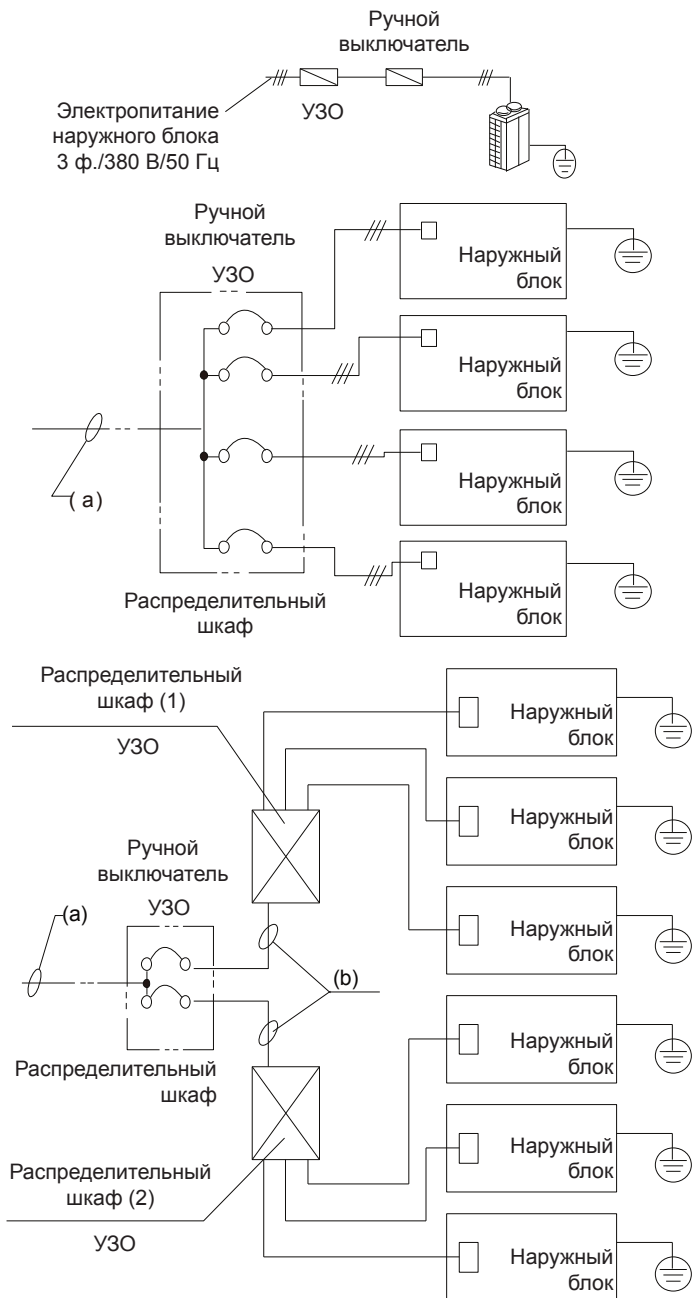 Ручной
выключатель
Электропитание
наружного блока
3 ф./380 В/50 Гц
УЗО
Ручной
выключатель
УЗО
Наружный
блок
Наружный
блок
Наружный
блок
Наружный
блок
( a)
Распределительный
шкаф
Распределительный
шкаф (1)
УЗО
Наружный
блок
Наружный
блок
Ручной
выключатель
УЗО
(a)
Наружный
блок
(b)
Наружный
блок
Распределительный
шкаф
Наружный
блок
Распределительный
шкаф (2)
УЗО
Наружный
блок